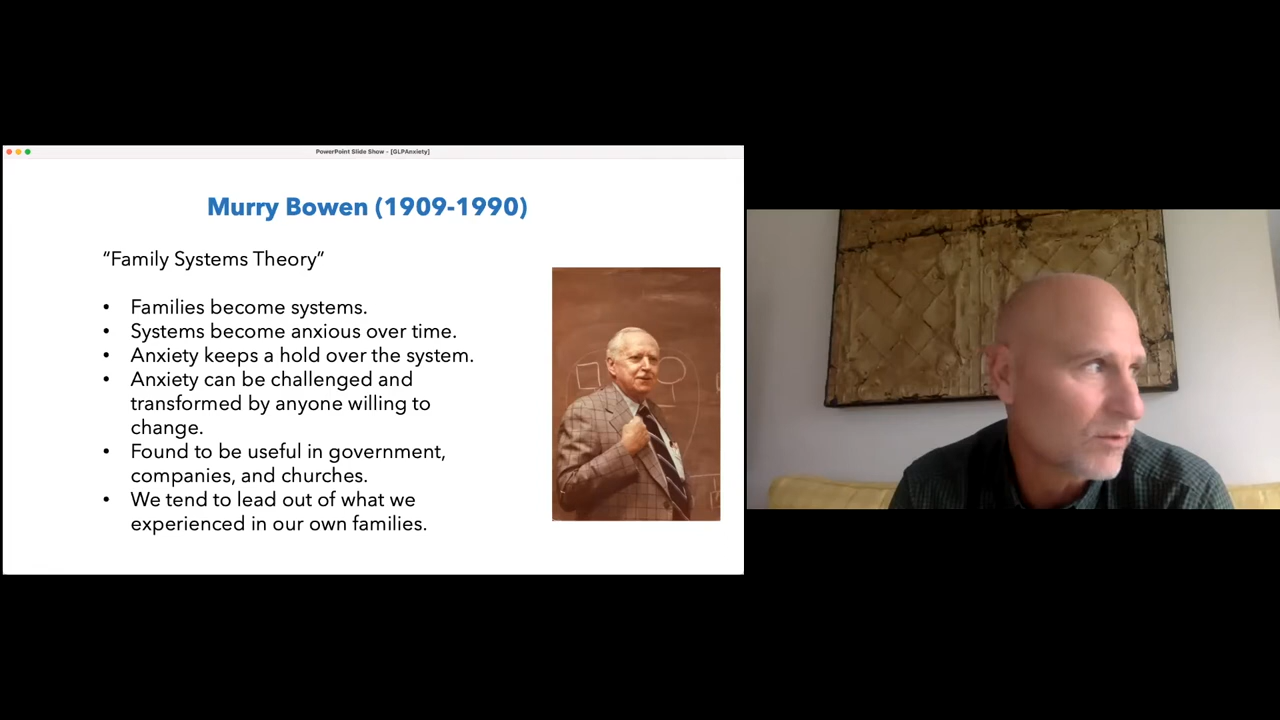 PowerPoint Slide Show - [GLPAnxiety]
Murry Bowen (1909-1990)
“Family Systems Theory”
• Families become systems.
• Systems become anxious over time.
• Anxiety keeps a hold over the system.
• Anxiety can be challenged and
transformed by anyone willing to
change.
• Found to be useful in government,
companies, and churches.
• We tend to lead out of what we
experienced in our own families.